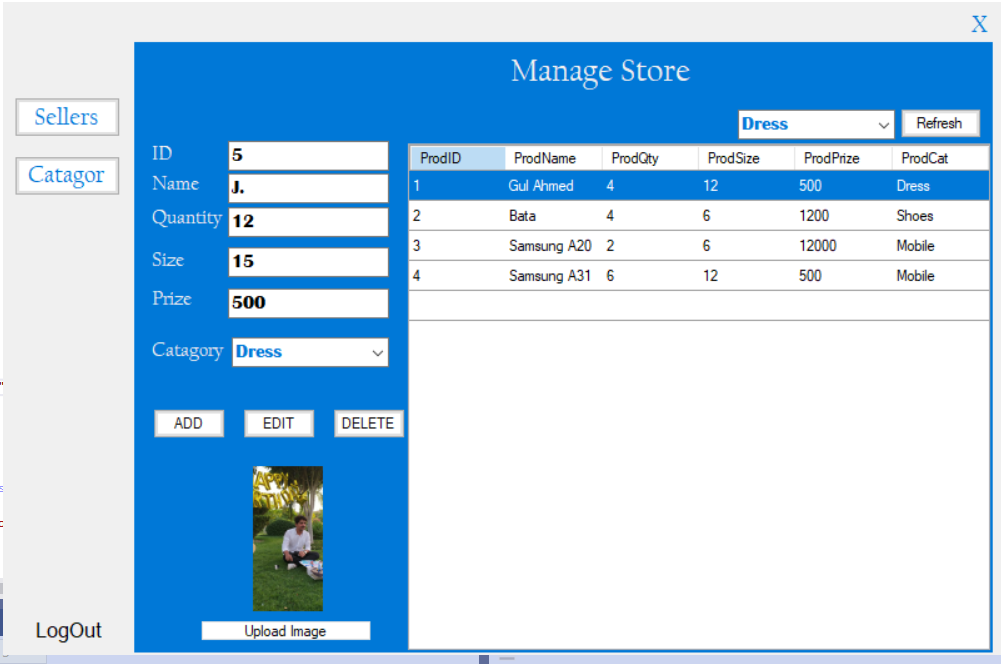 X
Manage Store
Sellers
Catagor
Dress
Refresh
ID 5
Name J.
Quantity 12
Size 15
Prize 500
Catagory Dress
ADD EDIT DELETE
ProdID ProdName ProdQty ProdSize ProdPrize ProdCat
1 Gul Ahmed 4 12 500 Dress
2 Bata 4 6 1200 Shoes
3 Samsung A20 2 6 12000 Mobile
4 Samsung A31 6 12 500 Mobile
Upload Image
LogOut